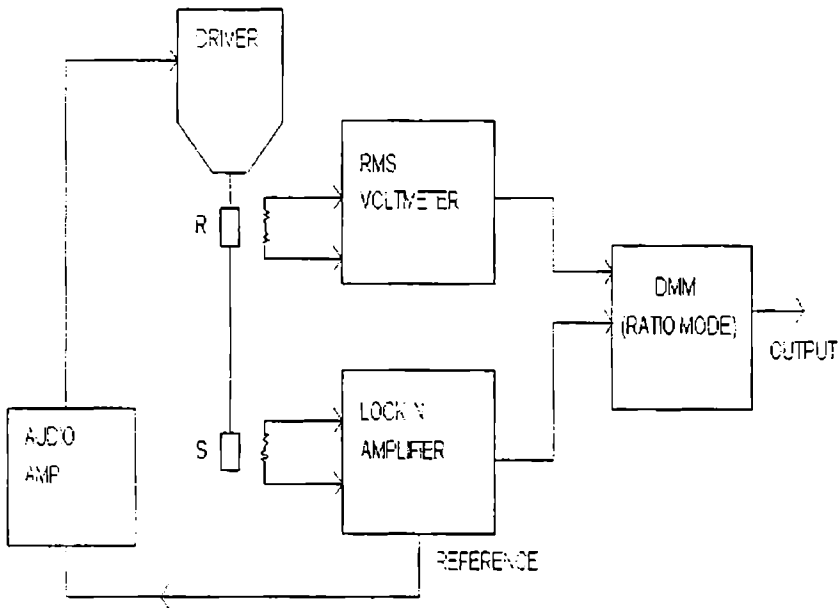 DRIVER
R
RMS
VOLTMETER
DMM
(RATIO MODE)
OUTPUT
S
LOCK IN
AMPLIFIER
AUDIO
AMP
REFERENCE